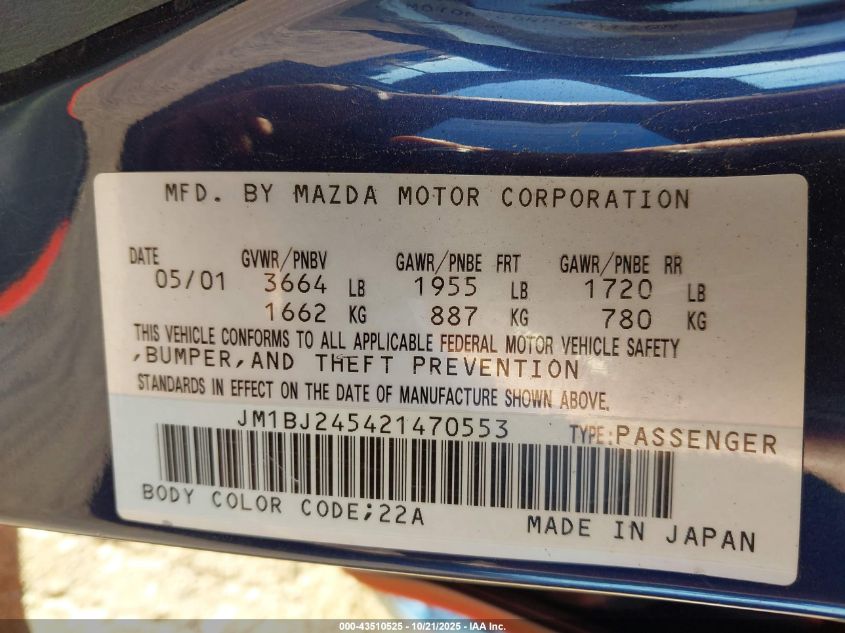 MFD. BY MAZDA MOTOR CORPORATION
DATE GVWR/PNBV GAWR/PNBE FRT GAWR/PNBE RR
05/01 3664 LB 1955 LB 1720 LB
1662 KG 887 KG 780 KG
THIS VEHICLE CONFORMS TO ALL APPLICABLE FEDERAL MOTOR VEHICLE SAFETY
,BUMPER,AND THEFT PREVENTION
STANDARDS IN EFFECT ON THE DATE OF MANUFACTURE SHOWN ABOVE.
JM1BJ245421470553 TYPE:PASSENGER
BODY COLOR CODE;22A
MADE IN JAPAN
000-43510525 - 10/21/2025 - IAA Inc.